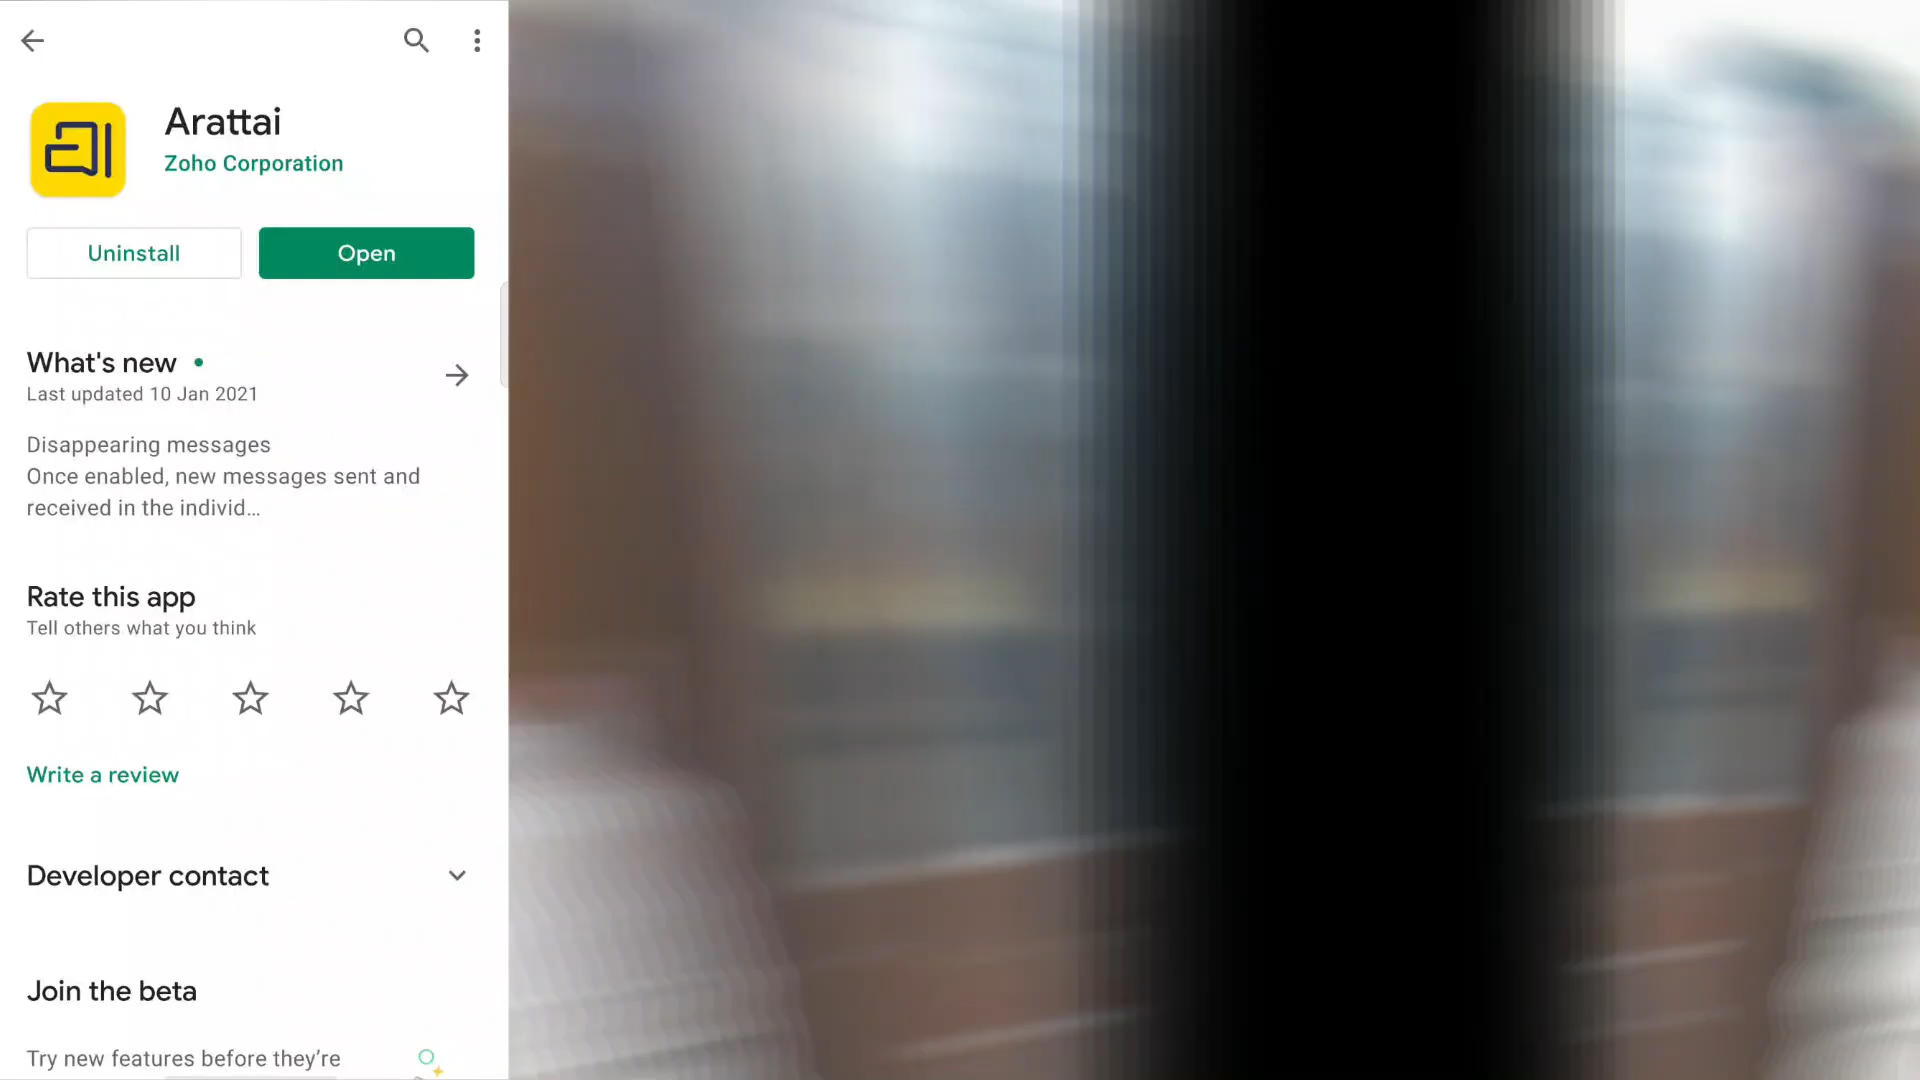 Arattai
Zoho Corporation
Uninstall
Open
What's new
Last updated 10 Jan 2021
Disappearing messages
Once enabled, new messages sent and
received in the individ...
Rate this app
Tell others what you think
Write a review
Developer contact
Join the beta
Try new features before they’re